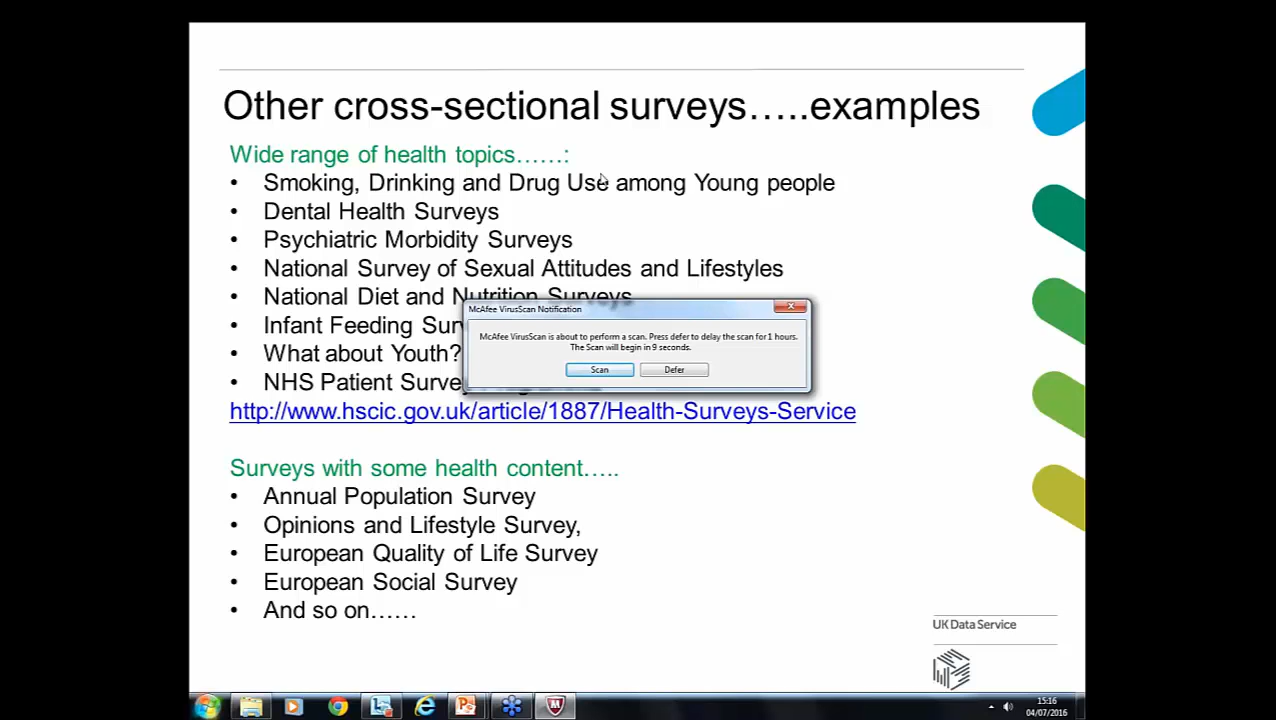 Other cross-sectional surveys…..examples
Wide range of health topics……:
• Smoking, Drinking and Drug Use among Young people
• Dental Health Surveys
• Psychiatric Morbidity Surveys
• National Survey of Sexual Attitudes and Lifestyles
• National Diet and Nutrition Surveys
McAfee VirusScan Notification
• Infant Feeding
McAfee VirusScan is about to perform a scan. Press defer to delay the scan for 1 hours.
The Scan will begin in 9 seconds.
• What about Youth?
Scan Defer
• NHS Patient
http://www.hscic.gov.uk/article/1887/Health-Surveys-Service
Surveys with some health content…..
• Annual Population Survey
• Opinions and Lifestyle Survey,
• European Quality of Life Survey
• European Social Survey
• And so on……
UK Data Service
15:16
04/07/2016